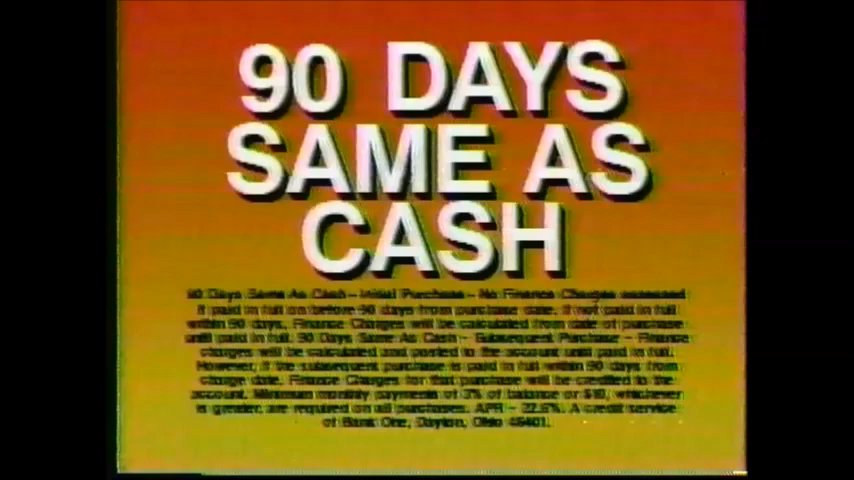 90 DAYS
SAME AS
CASH
90 Days Same As Cash – Initial Purchase – No Finance Charges assessed
if paid in full on or before 90 days from purchase date. If not paid in full
within 90 days, Finance Charges will be calculated from date of purchase
until paid in full. 90 Days Same As Cash – Subsequent Purchase – Finance
charges will be calculated and posted to the account until paid in full.
However, if the subsequent purchase is paid in full within 90 days from
charge date, Finance Charges for that purchase will be credited to the
account. Minimum monthly payments of of balance or $10, whichever
is greater, are required on all purchases. APR – A credit service
of Bank One, Dayton, Ohio